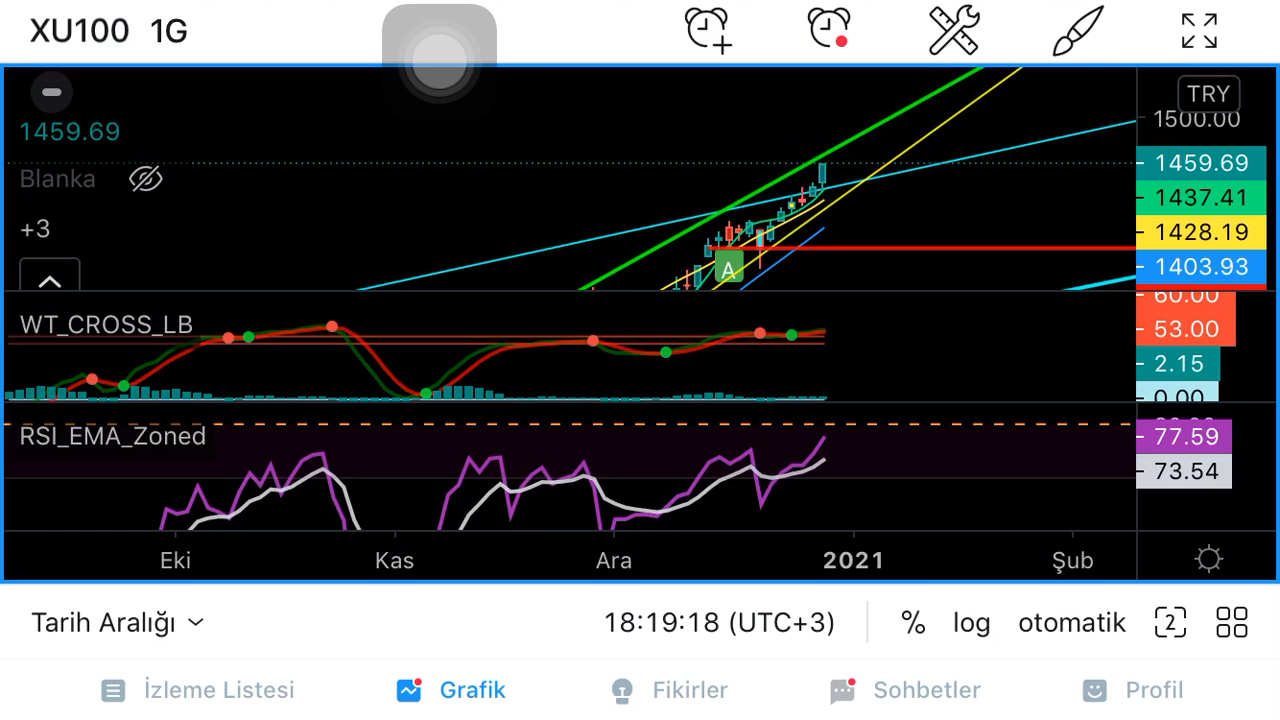 XU100 1G
TRY
1459.69
1500.00
1459.69
Blanka
1437.41
+3
1428.19
A
1403.93
WT_CROSS_LB
60.00
53.00
2.15
0.00
RSI_EMA_Zoned
77.59
73.54
Eki Kas Ara 2021 Şub
Tarih Aralığı 18:19:18 (UTC+3) % log otomatik 2
İzleme Listesi Grafik Fikirler Sohbetler Profil